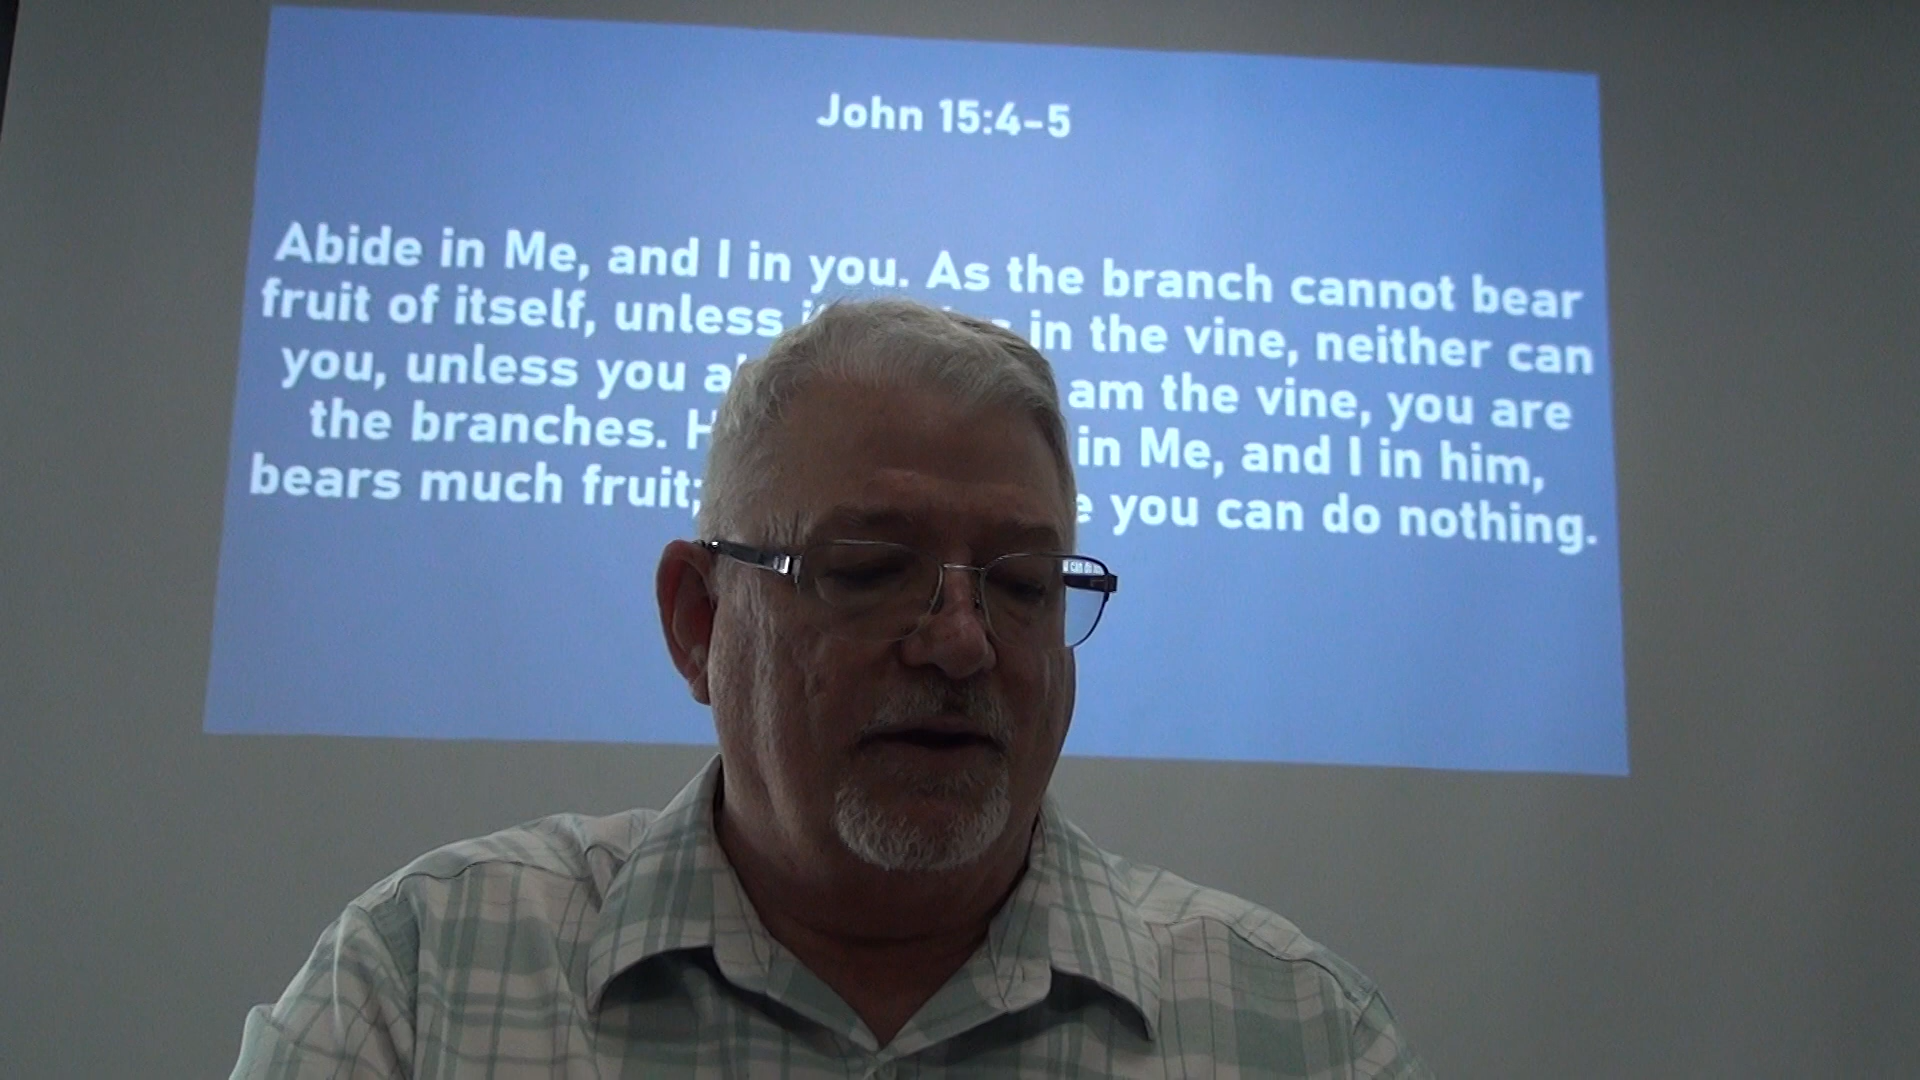 John 15:4-5
Abide in Me, and I in you. As the branch cannot bear
fruit of itself, unless in the vine, neither can
you, unless you am the vine, you are
the branches. in Me, and I in him,
bears much fruit; you can do nothing.